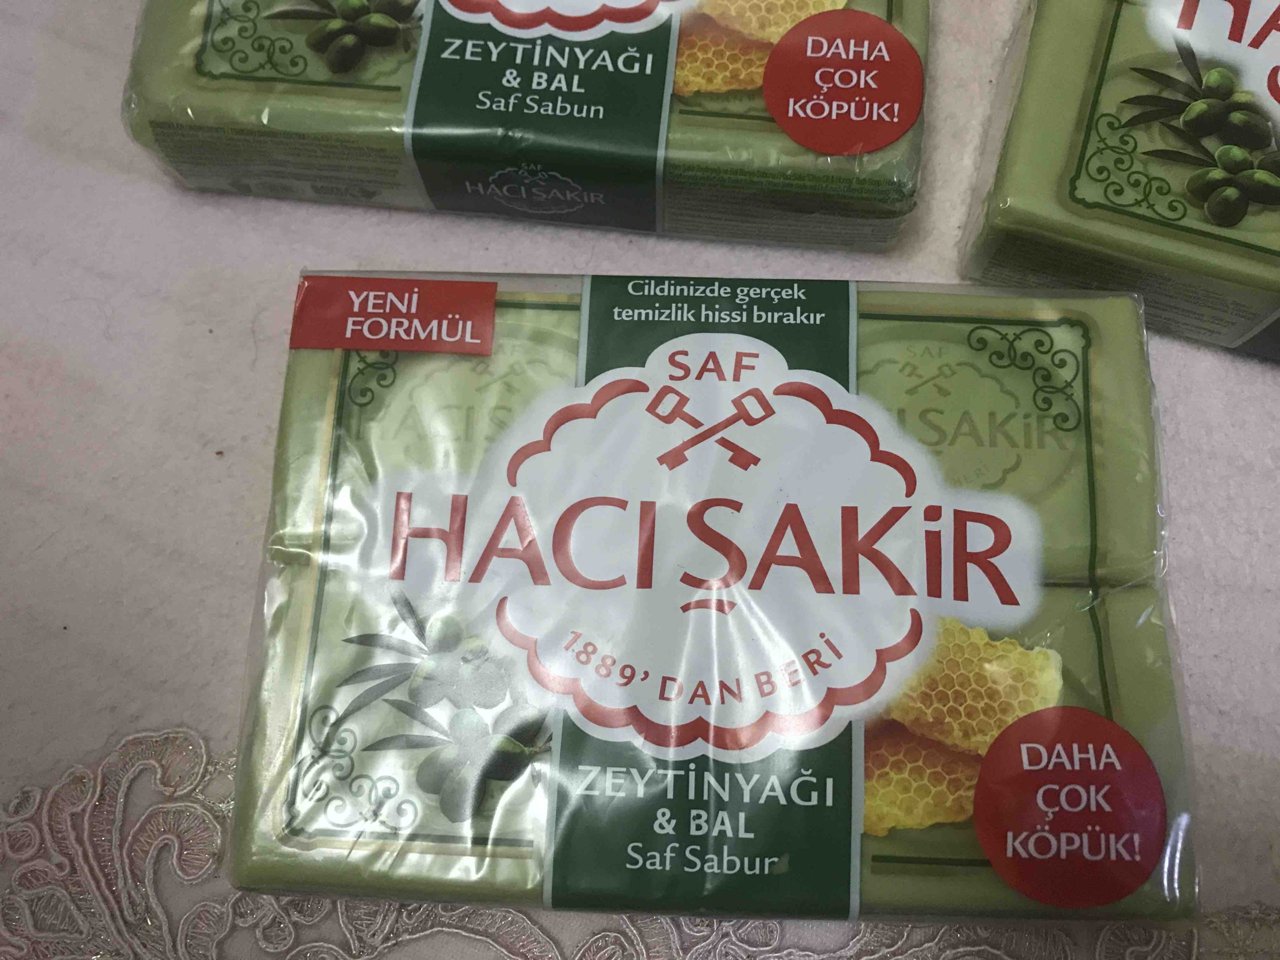 ZEYTİNYAĞI
& BAL
Saf Sabun
DAHA
ÇOK
KÖPÜK!
SAF
HACI ŞAKİR
YENİ
FORMÜL
Cildinizde gerçek
temizlik hissi bırakır
SAF
HACI ŞAKİR
1889'DAN BERİ
ZEYTİNYAĞI
& BAL
Saf Sabun
DAHA
ÇOK
KÖPÜK!
SAF